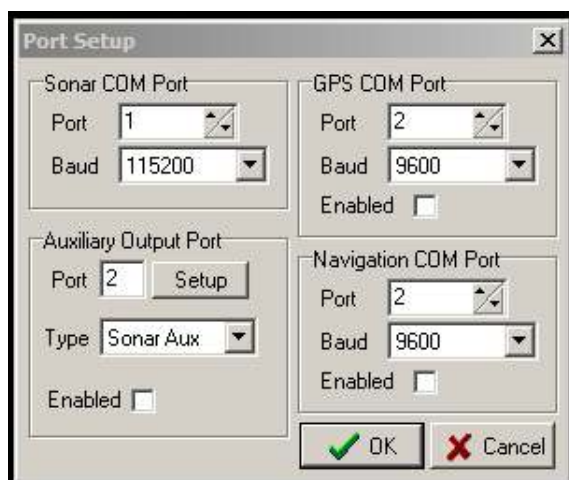 Port Setup
Sonar COM Port
Port 1
Baud 115200
GPS COM Port
Port 2
Baud 9600
Enabled
Auxiliary Output Port
Port 2 Setup
Type Sonar Aux
Enabled
Navigation COM Port
Port 2
Baud 9600
Enabled
OK Cancel